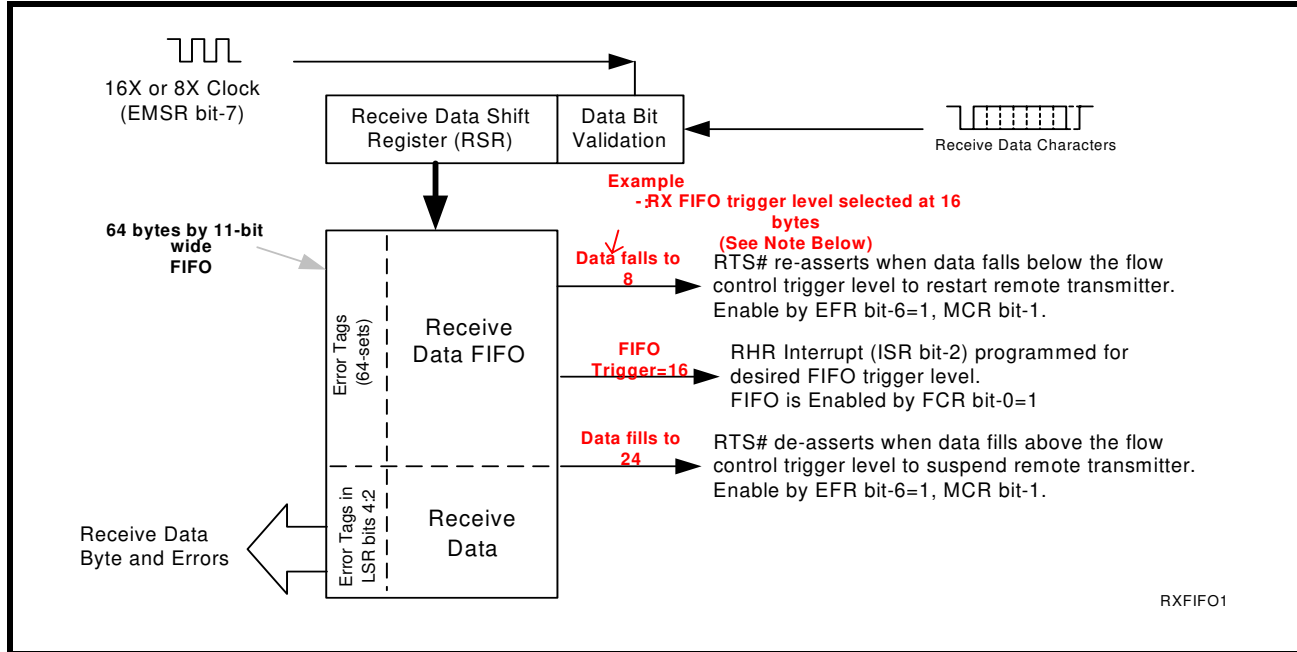 16X or 8X Clock
(EMSR bit-7)
Receive Data Shift
Register (RSR)
Data Bit
Validation
Receive Data Characters
Example
-:RX FIFO trigger level selected at 16
bytes
(See Note Below)
64 bytes by 11-bit
wide
FIFO
Data falls to
8
RTS# re-asserts when data falls below the flow
control trigger level to restart remote transmitter.
Enable by EFR bit-6=1, MCR bit-1.
Error Tags
(64-sets)
Receive
Data FIFO
FIFO
Trigger=16
RHR Interrupt (ISR bit-2) programmed for
desired FIFO trigger level.
FIFO is Enabled by FCR bit-0=1
Data fills to
24
RTS# de-asserts when data fills above the flow
control trigger level to suspend remote transmitter.
Enable by EFR bit-6=1, MCR bit-1.
Error Tags in
LSR bits 4:2
Receive
Data
Receive Data
Byte and Errors
RXFIFO1